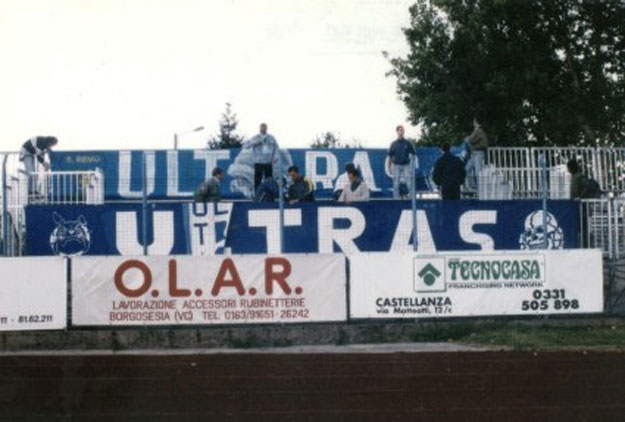 ULTRAS
ULTRAS
O.L.A.R.
LAVORAZIONE ACCESSORI RUBINETTERIE
BORGOSESIA (VC) TEL 0163/91651-26242
TECNOCASA
FRANCHISING NETWORK
CASTELLANZA 0331
via Matteotti, 12/c 505 898
11 - 81.62.211